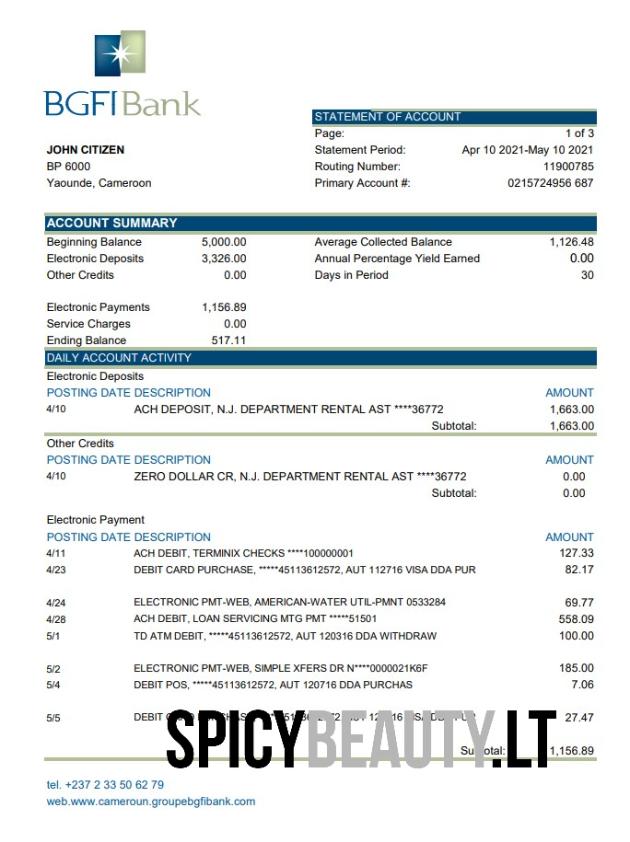 BGFIBank
STATEMENT OF ACCOUNT
Page: 1 of 3
JOHN CITIZEN Statement Period: Apr 10 2021-May 10 2021
BP 6000 Routing Number: 11900785
Yaounde, Cameroon Primary Account #: 0215724956 687
ACCOUNT SUMMARY
Beginning Balance 5,000.00 Average Collected Balance 1,126.48
Electronic Deposits 3,326.00 Annual Percentage Yield Earned 0.00
Other Credits 0.00 Days in Period 30
Electronic Payments 1,156.89
Service Charges 0.00
Ending Balance 517.11
DAILY ACCOUNT ACTIVITY
Electronic Deposits
POSTING DATE DESCRIPTION AMOUNT
4/10 ACH DEPOSIT, N.J. DEPARTMENT RENTAL AST ****36772 1,663.00
Subtotal: 1,663.00
Other Credits
POSTING DATE DESCRIPTION AMOUNT
4/10 ZERO DOLLAR CR, N.J. DEPARTMENT RENTAL AST ****36772 0.00
Subtotal: 0.00
Electronic Payment
POSTING DATE DESCRIPTION AMOUNT
4/11 ACH DEBIT, TERMINIX CHECKS ****100000001 127.33
4/23 DEBIT CARD PURCHASE, *****45113612572, AUT 112716 VISA DDA PUR 82.17
4/24 ELECTRONIC PMT-WEB, AMERICAN-WATER UTIL-PMNT 0533284 69.77
4/28 ACH DEBIT, LOAN SERVICING MTG PMT *****51501 558.09
5/1 TD ATM DEBIT, *****45113612572, AUT 120316 DDA WITHDRAW 100.00
5/2 ELECTRONIC PMT-WEB, SIMPLE XFERS DR N****0000021K6F 185.00
5/4 DEBIT POS, *****45113612572, AUT 120716 DDA PURCHAS 7.06
5/5 DEBIT 27.47
SPICYBEAUTY.LT
Subtotal: 1,156.89
tel. +237 2 33 50 62 79
web.www.cameroun.groupebgfibank.com